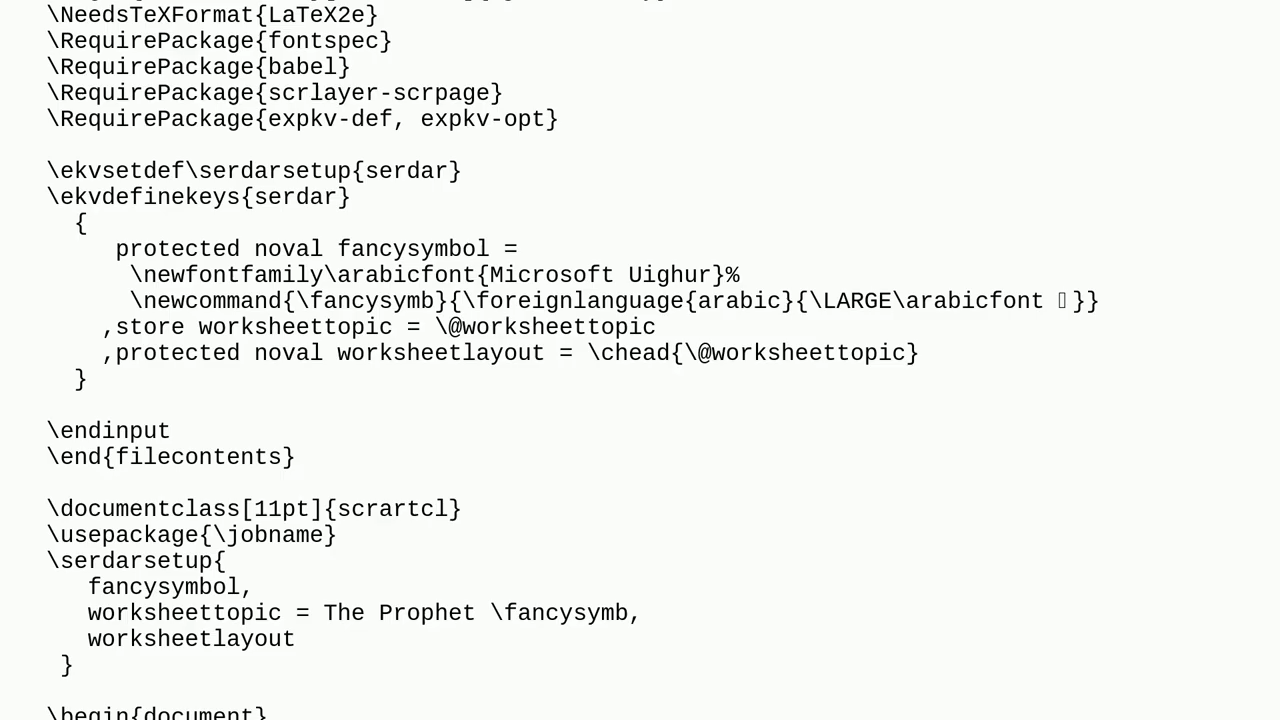 \NeedsTeXFormat{LaTeX2e}
\RequirePackage{fontspec}
\RequirePackage{babel}
\RequirePackage{scrlayer-scrpage}
\RequirePackage{expkv-def, expkv-opt}
\ekvsetdef\serdarsetup{serdar}
\ekvdefinekeys{serdar}
{
protected noval fancysymbol =
\newfontfamily\arabicfont{Microsoft Uighur}%
\newcommand{\fancysymb}{\foreignlanguage{arabic}{\LARGE\arabicfont }}
,store worksheettopic = \@worksheettopic
,protected noval worksheetlayout = \chead{\@worksheettopic}
}
\endinput
\end{filecontents}
\documentclass[11pt]{scrartcl}
\usepackage{\jobname}
\serdarsetup{
fancysymbol,
worksheettopic = The Prophet \fancysymb,
worksheetlayout
}
\begin{document}